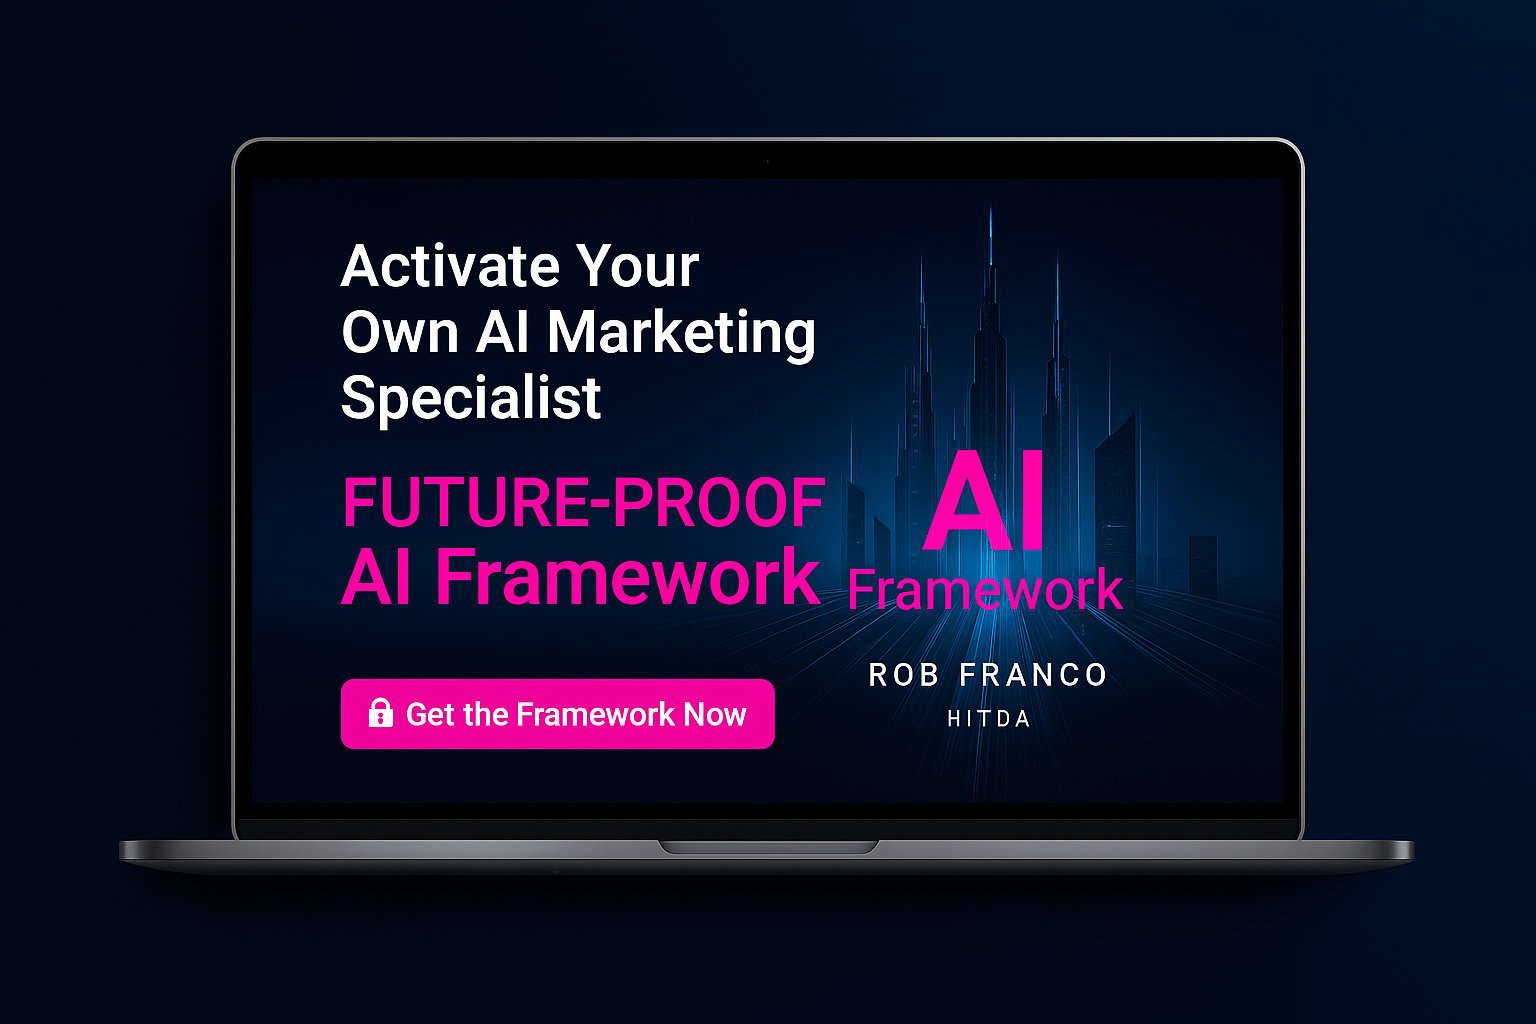 Activate Your
Own AI Marketing
Specialist
FUTURE-PROOF
AI Framework
Get the Framework Now
AI
Framework
ROB FRANCO
HITDA